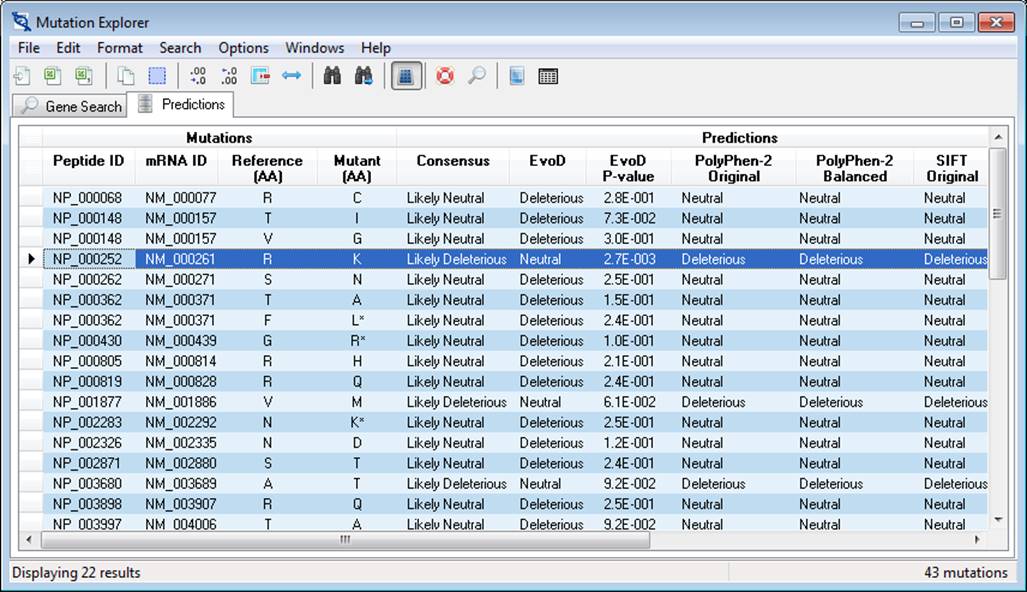 Mutation Explorer
File Edit Format Search Options Windows Help
Gene Search Predictions
Mutations Predictions
Peptide ID mRNA ID Reference (AA) Mutant (AA) Consensus EvoD EvoD P-value PolyPhen-2 Original PolyPhen-2 Balanced SIFT Original
NP_000068 NM_000077 R C Likely Neutral Deleterious 2.8E-001 Neutral Neutral Neutral
NP_000148 NM_000157 T I Likely Neutral Deleterious 7.3E-002 Neutral Neutral Neutral
NP_000148 NM_000157 V G Likely Neutral Deleterious 3.0E-001 Neutral Neutral Neutral
NP_000252 NM_000261 R K Likely Deleterious Neutral 2.7E-003 Deleterious Deleterious Deleterious
NP_000262 NM_000271 S N Likely Neutral Deleterious 2.5E-001 Neutral Neutral Neutral
NP_000362 NM_000371 T A Likely Neutral Deleterious 1.5E-001 Neutral Neutral Neutral
NP_000362 NM_000371 F L* Likely Neutral Deleterious 2.4E-001 Neutral Neutral Neutral
NP_000430 NM_000439 G R* Likely Neutral Deleterious 1.0E-001 Neutral Neutral Neutral
NP_000805 NM_000814 R H Likely Neutral Deleterious 2.1E-001 Neutral Neutral Neutral
NP_000819 NM_000828 R Q Likely Neutral Deleterious 2.4E-001 Neutral Neutral Neutral
NP_001877 NM_001886 V M Likely Deleterious Neutral 6.1E-002 Deleterious Deleterious Deleterious
NP_002283 NM_002292 N K* Likely Neutral Deleterious 2.5E-001 Neutral Neutral Neutral
NP_002326 NM_002335 N D Likely Neutral Deleterious 1.2E-001 Neutral Neutral Neutral
NP_002871 NM_002880 S T Likely Neutral Deleterious 2.4E-001 Neutral Neutral Neutral
NP_003680 NM_003689 A T Likely Deleterious Neutral 9.2E-002 Deleterious Deleterious Deleterious
NP_003898 NM_003907 R Q Likely Neutral Deleterious 2.5E-001 Neutral Neutral Neutral
NP_003997 NM_004006 T A Likely Neutral Deleterious 9.2E-002 Neutral Neutral Neutral
Displaying 22 results 43 mutations